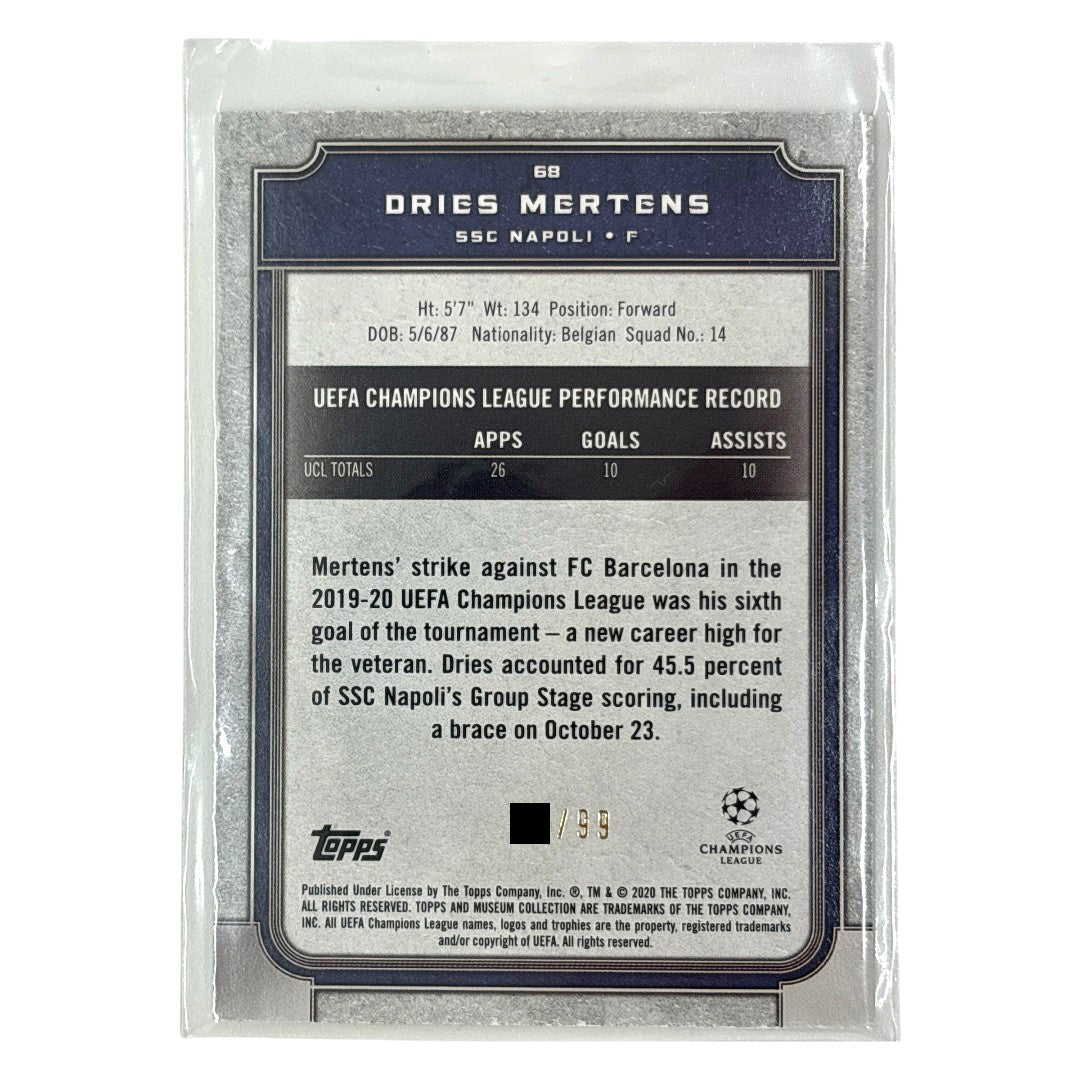 68
DRIES MERTENS
SSC NAPOLI • F
Ht: 5'7" Wt: 134 Position: Forward
DOB: 5/6/87 Nationality: Belgian Squad No.: 14
UEFA CHAMPIONS LEAGUE PERFORMANCE RECORD
APPS GOALS ASSISTS
UCL TOTALS 26 10 10
Mertens' strike against FC Barcelona in the
2019-20 UEFA Champions League was his sixth
goal of the tournament – a new career high for
the veteran. Dries accounted for 45.5 percent
of SSC Napoli's Group Stage scoring, including
a brace on October 23.
/99
topps®
UEFA
CHAMPIONS
LEAGUE
Published Under License by The Topps Company, Inc. ®, TM & © 2020 THE TOPPS COMPANY, INC.
ALL RIGHTS RESERVED. TOPPS AND MUSEUM COLLECTION ARE TRADEMARKS OF THE TOPPS COMPANY,
INC. All UEFA Champions League names, logos and trophies are the property, registered trademarks
and/or copyright of UEFA. All rights reserved.